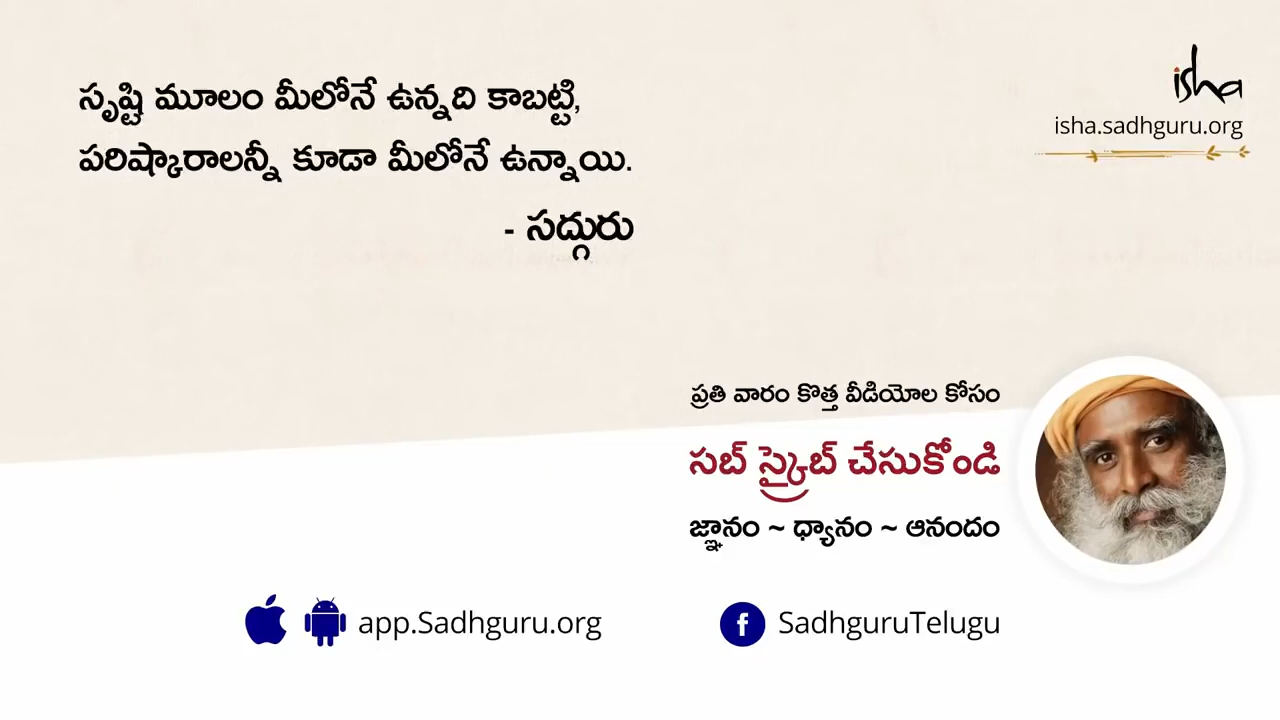 సృష్టి మూలం మీలోనే ఉన్నది కాబట్టి,
పరిష్కారాలన్నీ కూడా మీలోనే ఉన్నాయి.
- సద్గురు
isha
isha.sadhguru.org
ప్రతి వారం కొత్త వీడియోల కోసం
సబ్ స్క్రైబ్ చేసుకోండి
జ్ఞానం ~ ధ్యానం ~ ఆనందం
app.Sadhguru.org
SadhguruTelugu